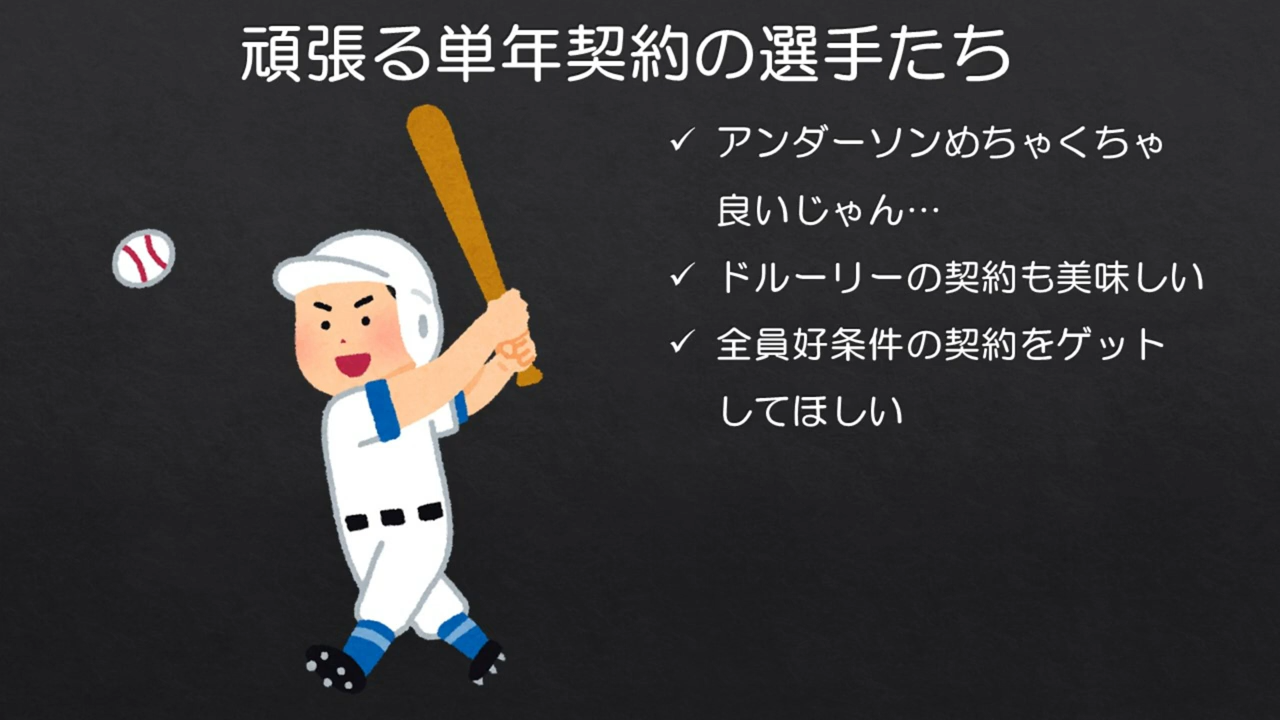 頑張る単年契約の選手たち
✓ アンダーソンめちゃくちゃ
良いじゃん…
✓ ドルーリーの契約も美味しい
✓ 全員好条件の契約をゲット
してほしい